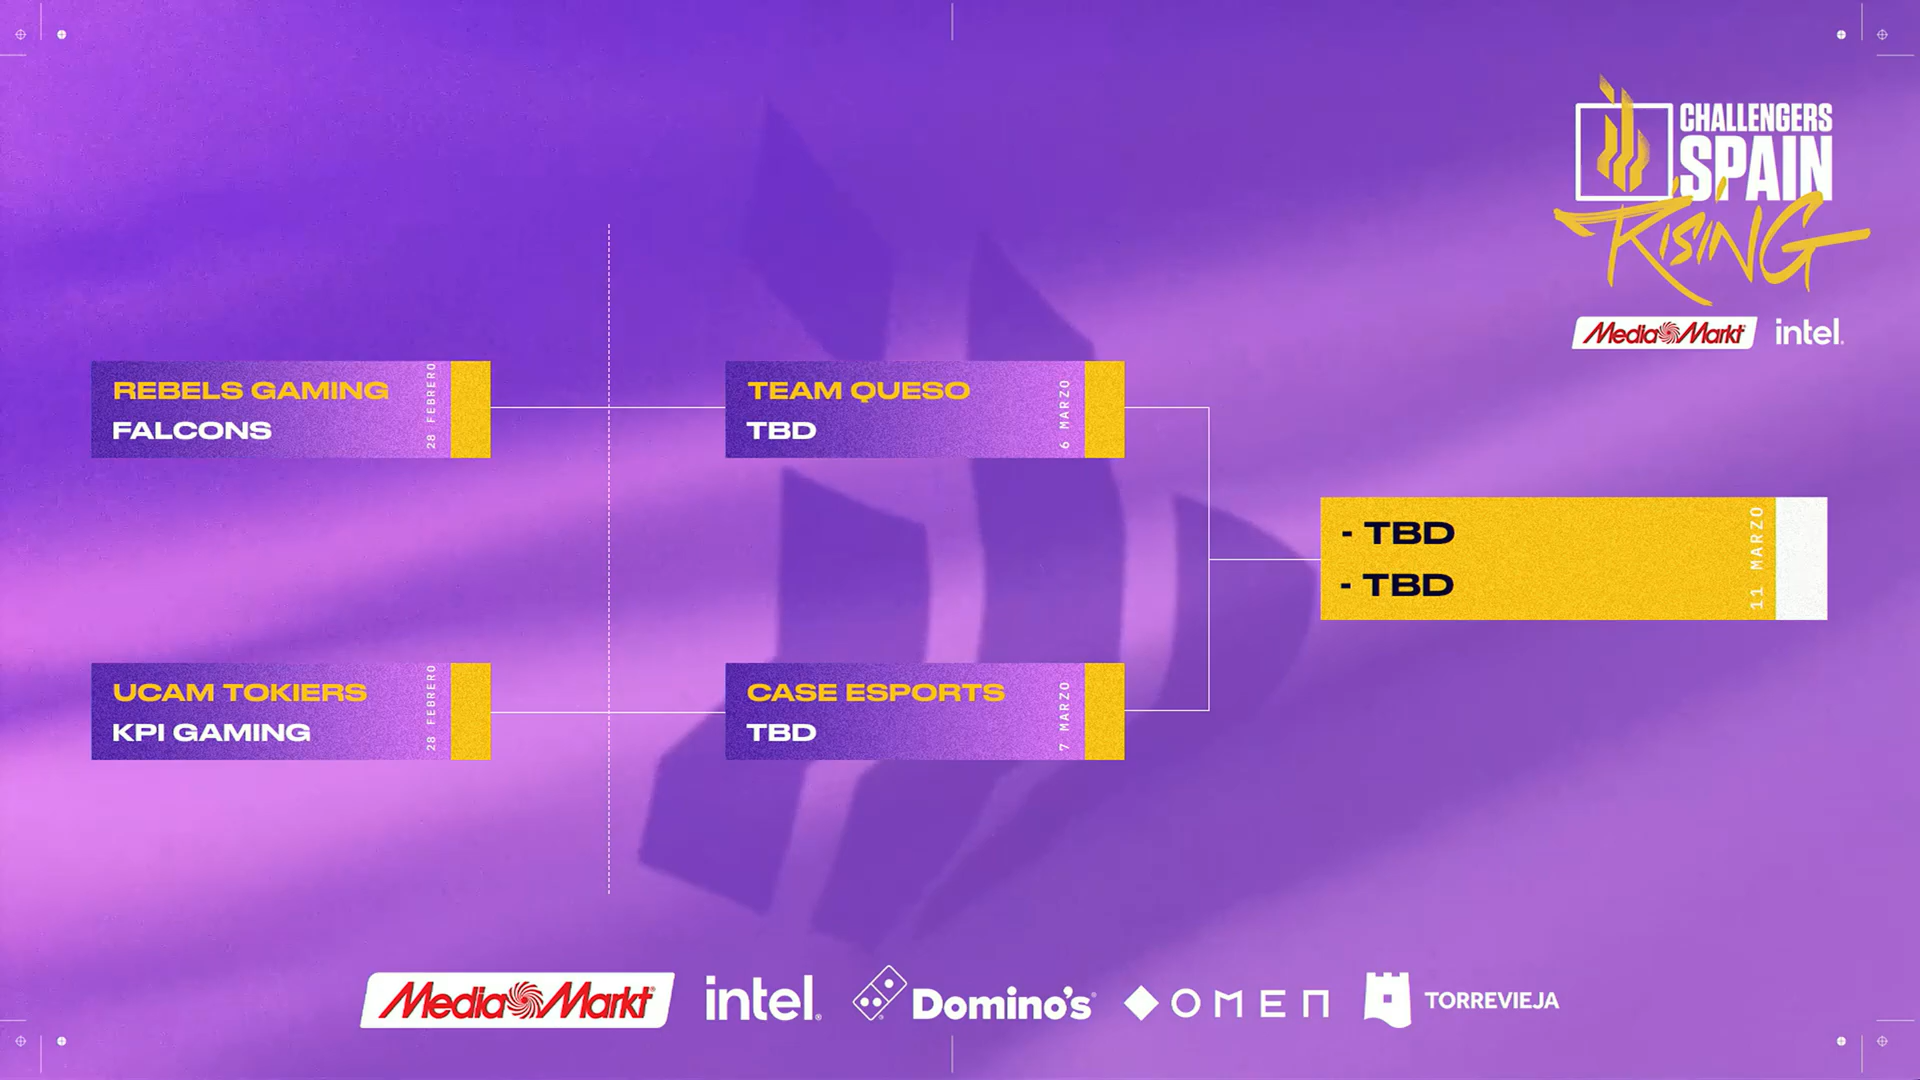 CHALLENGERS
SPAIN
RISING
MediaMarkt intel.
REBELS GAMING
FALCONS
28 FEBRERO
TEAM QUESO
TBD
6 MARZO
- TBD
- TBD
11 MARZO
UCAM TOKIERS
KPI GAMING
28 FEBRERO
CASE ESPORTS
TBD
7 MARZO
MediaMarkt intel. Domino's OMEN TORREVIEJA